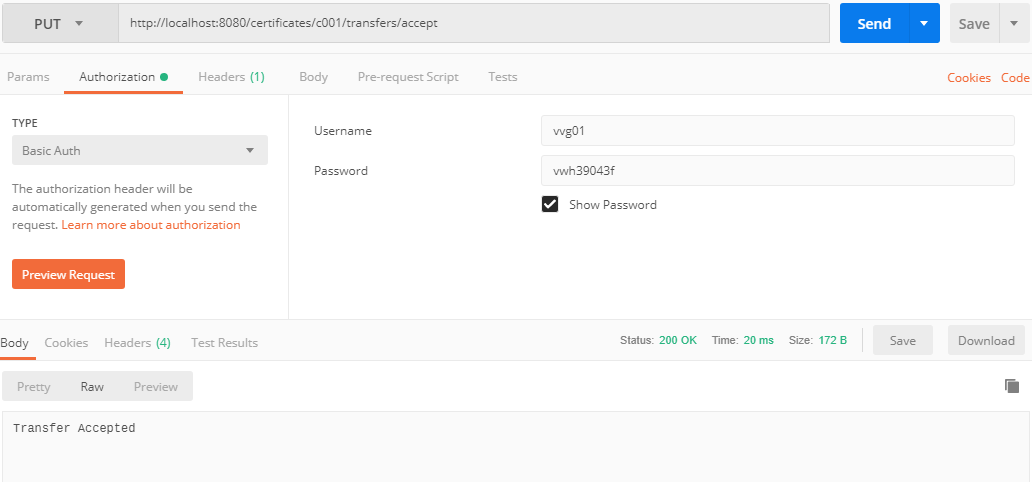 PUT http://localhost:8080/certificates/c001/transfers/accept Send Save
Params Authorization Headers (1) Body Pre-request Script Tests Cookies Code
TYPE
Basic Auth
The authorization header will be
automatically generated when you send the
request. Learn more about authorization
Preview Request
Username vvg01
Password vwh39043f
Show Password
Body Cookies Headers (4) Test Results Status: 200 OK Time: 20 ms Size: 172 B Save Download
Pretty Raw Preview
Transfer Accepted